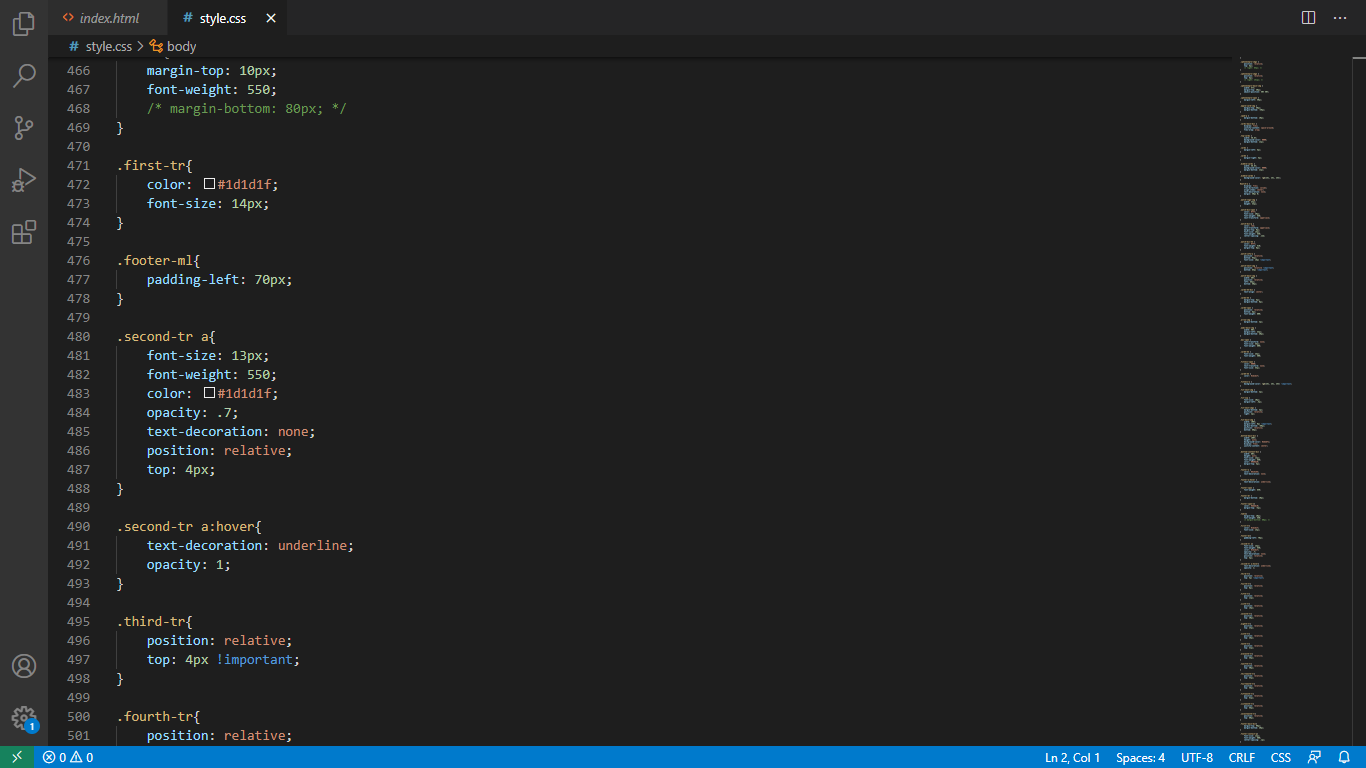 index.html
style.css
style.css > body
466 margin-top: 10px;
467 font-weight: 550;
468 /* margin-bottom: 80px; */
469 }
470
471 .first-tr{
472 color: #1d1d1f;
473 font-size: 14px;
474 }
475
476 .footer-ml{
477 padding-left: 70px;
478 }
479
480 .second-tr a{
481 font-size: 13px;
482 font-weight: 550;
483 color: #1d1d1f;
484 opacity: .7;
485 text-decoration: none;
486 position: relative;
487 top: 4px;
488 }
489
490 .second-tr a:hover{
491 text-decoration: underline;
492 opacity: 1;
493 }
494
495 .third-tr{
496 position: relative;
497 top: 4px !important;
498 }
499
500 .fourth-tr{
501 position: relative;
1
0 0 Ln 2, Col 1 Spaces: 4 UTF-8 CRLF CSS